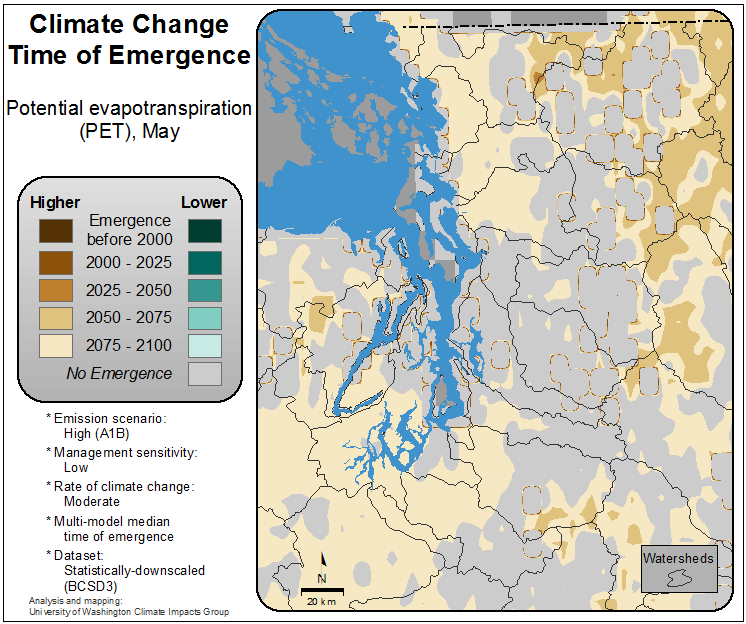 Climate Change
Time of Emergence
Potential evapotranspiration
(PET), May
Higher Lower
Emergence
before 2000
2000 - 2025
2025 - 2050
2050 - 2075
2075 - 2100
No Emergence
* Emission scenario:
High (A1B)
* Management sensitivity:
Low
* Rate of climate change:
Moderate
* Multi-model median
time of emergence
* Dataset:
Statistically-downscaled
(BCSD3)
Analysis and mapping:
University of Washington Climate Impacts Group
N
20 km
Watersheds